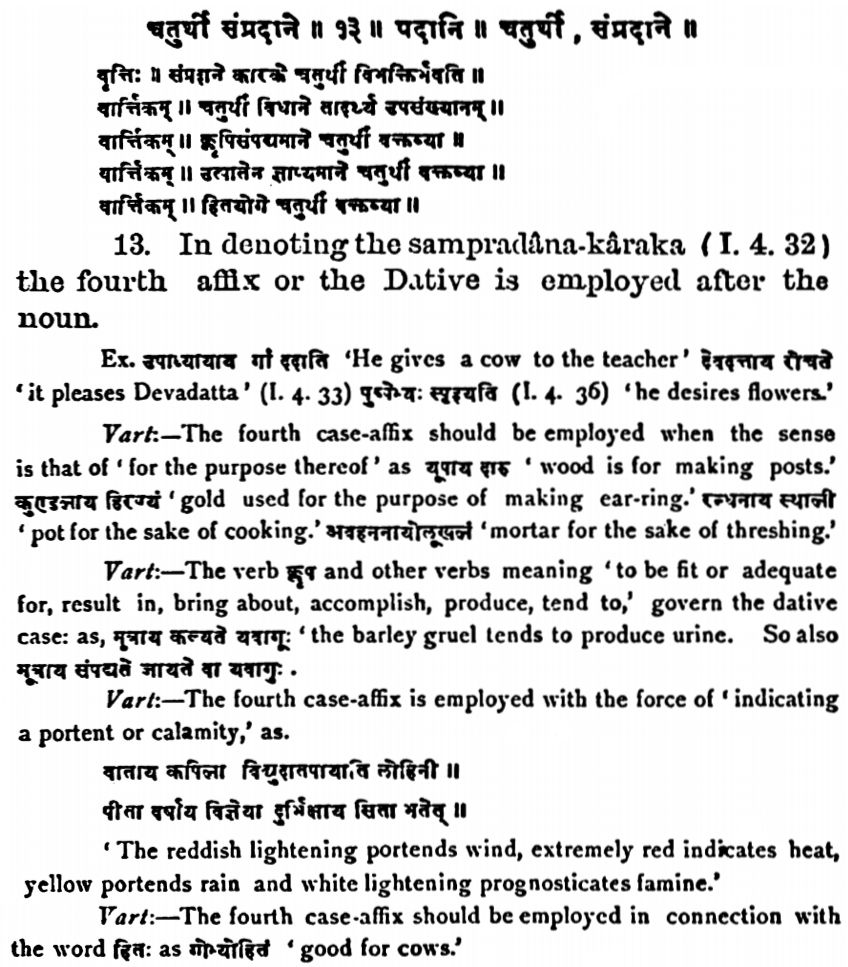 चतुर्थी संप्रदाने ॥ १३ ॥ पदानि ॥ चतुर्थी , संप्रदाने ॥
वृत्तिः ॥ संप्रदाने कारके चतुर्थी विभक्तिर्भवति ॥
वार्त्तिकम् ॥ चतुर्थी विधाने तादर्थ्ये उपसंख्यानम् ॥
वार्त्तिकम् ॥ कॢपिसंपद्यमाने चतुर्थी वक्तव्या ॥
वार्त्तिकम् ॥ उत्पातेन ज्ञाप्यमाने चतुर्थी वक्तव्या ॥
वार्त्तिकम् ॥ हितयोगे चतुर्थी वक्तव्या ॥
13. In denoting the sampradâna-kâraka ( I. 4. 32)
the fourth affix or the Dative is employed after the
noun.
Ex. उपाध्यायाय गां ददाति ‘He gives a cow to the teacher’ देवदत्ताय रोचते
‘it pleases Devadatta’ (I. 4. 33) पुष्पेभ्यः स्पृहयति (I. 4. 36) ‘he desires flowers.’
Vart:—The fourth case-affix should be employed when the sense
is that of ‘for the purpose thereof’ as यूपाय दारु ‘wood is for making posts.’
कुण्डलाय हिरण्यं ‘gold used for the purpose of making ear-ring.’ रन्धनाय स्थाली
‘pot for the sake of cooking.’ अवहननायोलूखलं ‘mortar for the sake of threshing.’
Vart:—The verb कॢप and other verbs meaning ‘to be fit or adequate
for, result in, bring about, accomplish, produce, tend to,’ govern the dative
case: as, मूत्राय कल्पते यवागूः ‘the barley gruel tends to produce urine. So also
मूत्राय संपद्यते जायते वा यवागुः .
Vart:—The fourth case-affix is employed with the force of ‘indicating
a portent or calamity,’ as.
वाताय कपिला विद्युदातपायाति लोहिनी ॥
पीता वर्षाय विज्ञेया दुर्भिक्षाय सिता भवेत् ॥
‘The reddish lightening portends wind, extremely red indicates heat,
yellow portends rain and white lightening prognosticates famine.’
Vart:—The fourth case-affix should be employed in connection with
the word हितः as गोभ्योहितं ‘good for cows.’